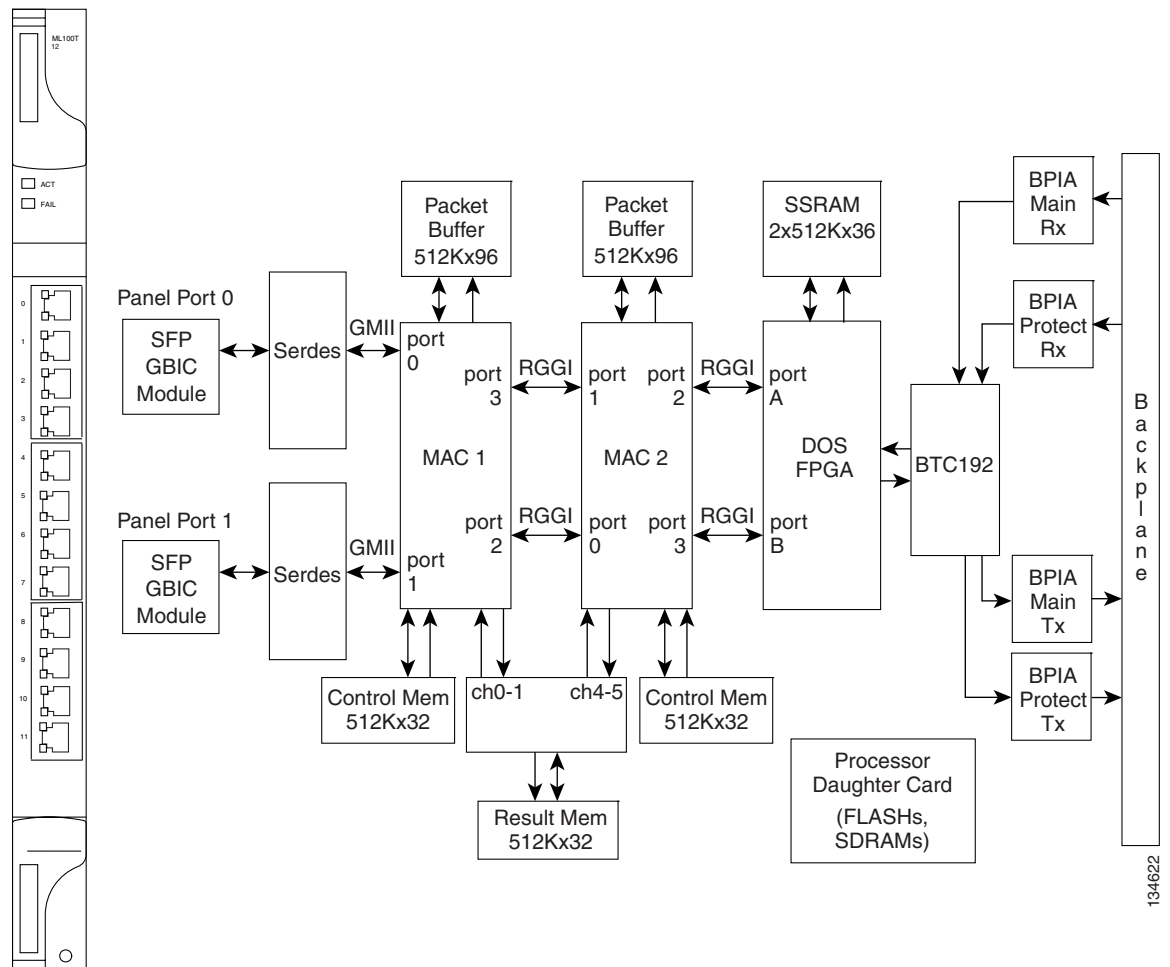 ML100T
12
ACT
FAIL
0
1
2
3
4
5
6
7
8
9
10
11
Panel Port 0
SFP
GBIC
Module
Serdes
GMII
Panel Port 1
SFP
GBIC
Module
Serdes
GMII
Packet
Buffer
512Kx96
port
0
port
3
MAC 1
port
2
port
1
RGGI
RGGI
Packet
Buffer
512Kx96
port
1
port
2
MAC 2
port
0
port
3
RGGI
RGGI
SSRAM
2x512Kx36
port
A
DOS
FPGA
port
B
Control Mem
512Kx32
ch0-1
ch4-5
Control Mem
512Kx32
Result Mem
512Kx32
BTC192
BPIA
Main
Rx
BPIA
Protect
Rx
BPIA
Main
Tx
BPIA
Protect
Tx
Processor
Daughter Card
(FLASHs,
SDRAMs)
Backplane
134622